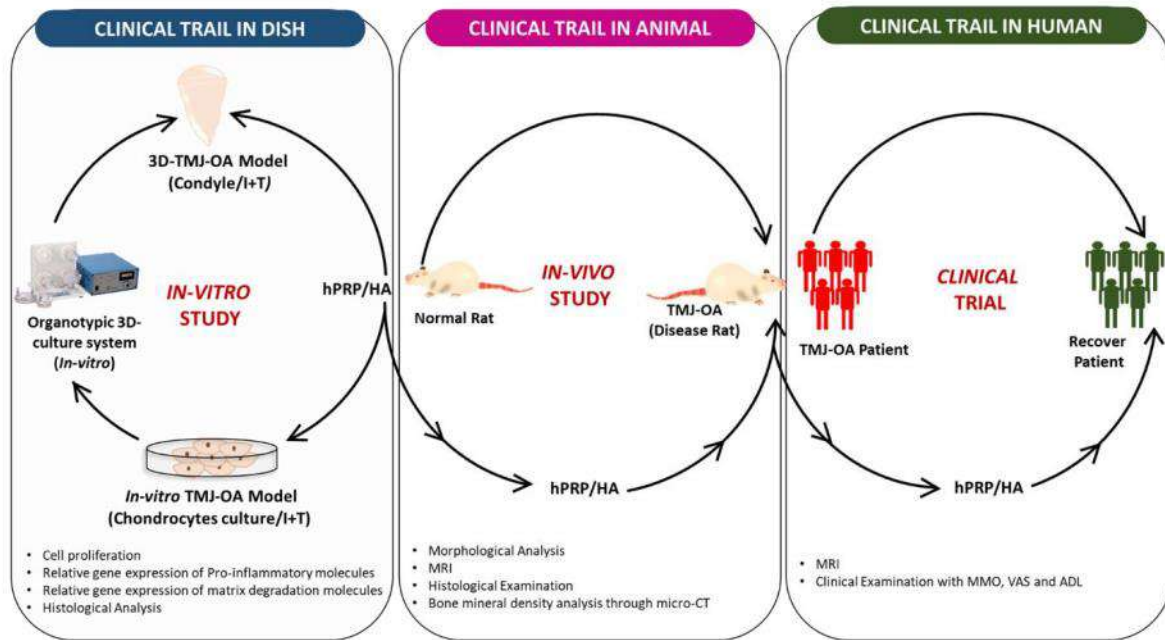 CLINICAL TRAIL IN DISH
3D-TMJ-OA Model
(Condyle/I+T)
hPRP/HA
IN-VITRO
STUDY
Organotypic 3D-
culture system
(In-vitro)
In-vitro TMJ-OA Model
(Chondrocytes culture/I+T)
• Cell proliferation
• Relative gene expression of Pro-inflammatory molecules
• Relative gene expression of matrix degradation molecules
• Histological Analysis
CLINICAL TRAIL IN ANIMAL
Normal Rat
IN-VIVO
STUDY
TMJ-OA
(Disease Rat)
hPRP/HA
• Morphological Analysis
• MRI
• Histological Examination
• Bone mineral density analysis through micro-CT
CLINICAL TRAIL IN HUMAN
TMJ-OA Patient
CLINICAL
TRIAL
Recover
Patient
hPRP/HA
• MRI
• Clinical Examination with MMO, VAS and ADL